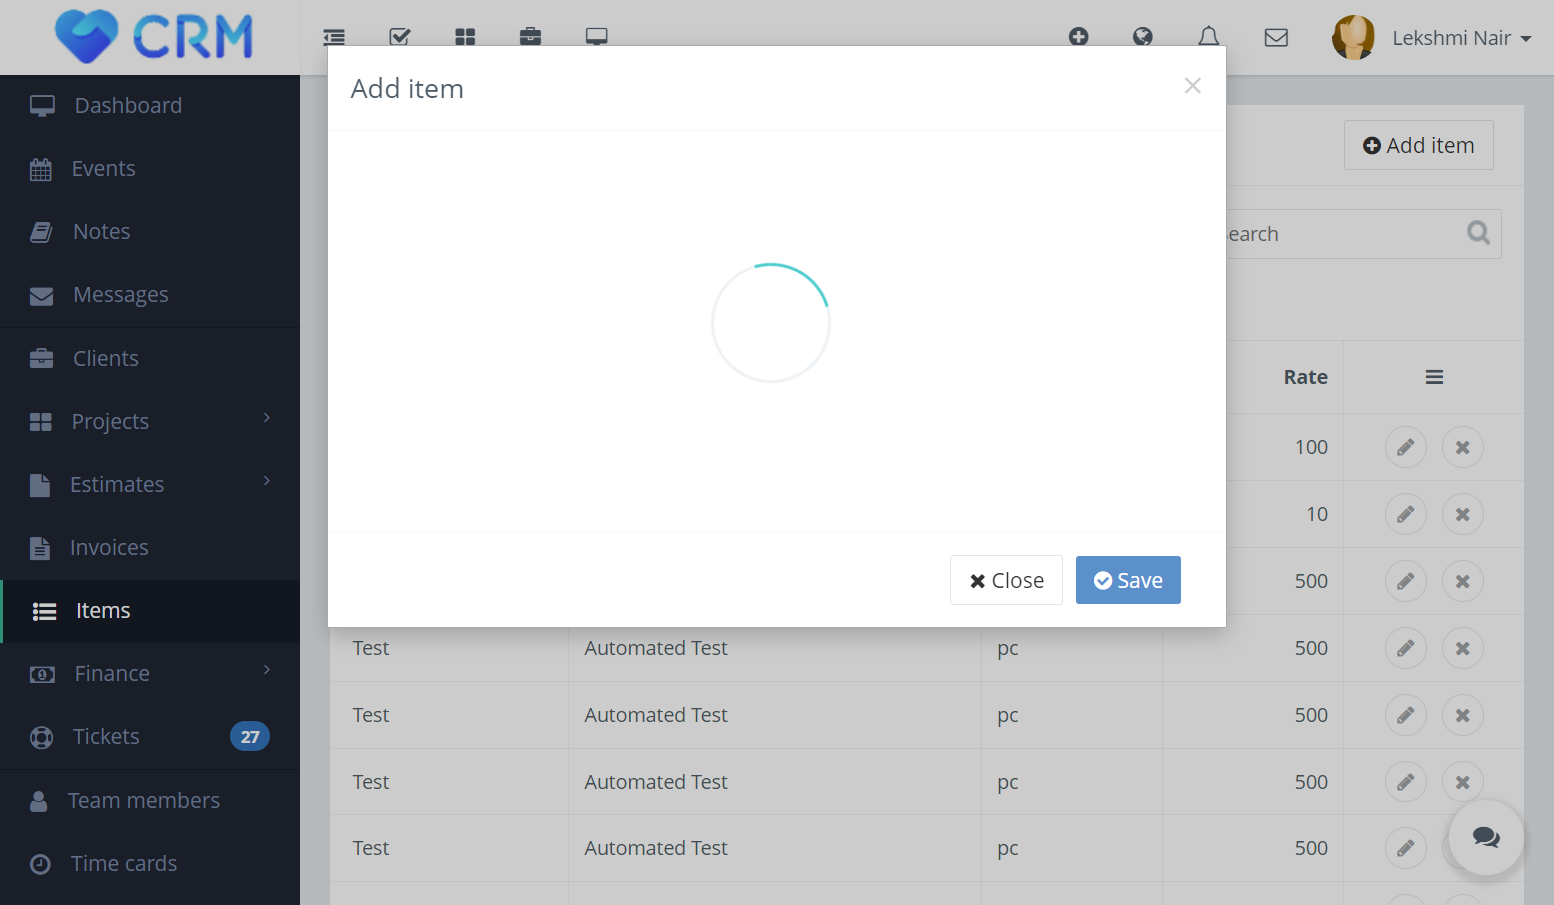 CRM
Lekshmi Nair
Dashboard
Events
Notes
Messages
Clients
Projects
Estimates
Invoices
Items
Finance
Tickets 27
Team members
Time cards
Add item
×
Close
Save
Add item
earch
Rate
100
10
500
Test Automated Test pc 500
Test Automated Test pc 500
Test Automated Test pc 500
Test Automated Test pc 500